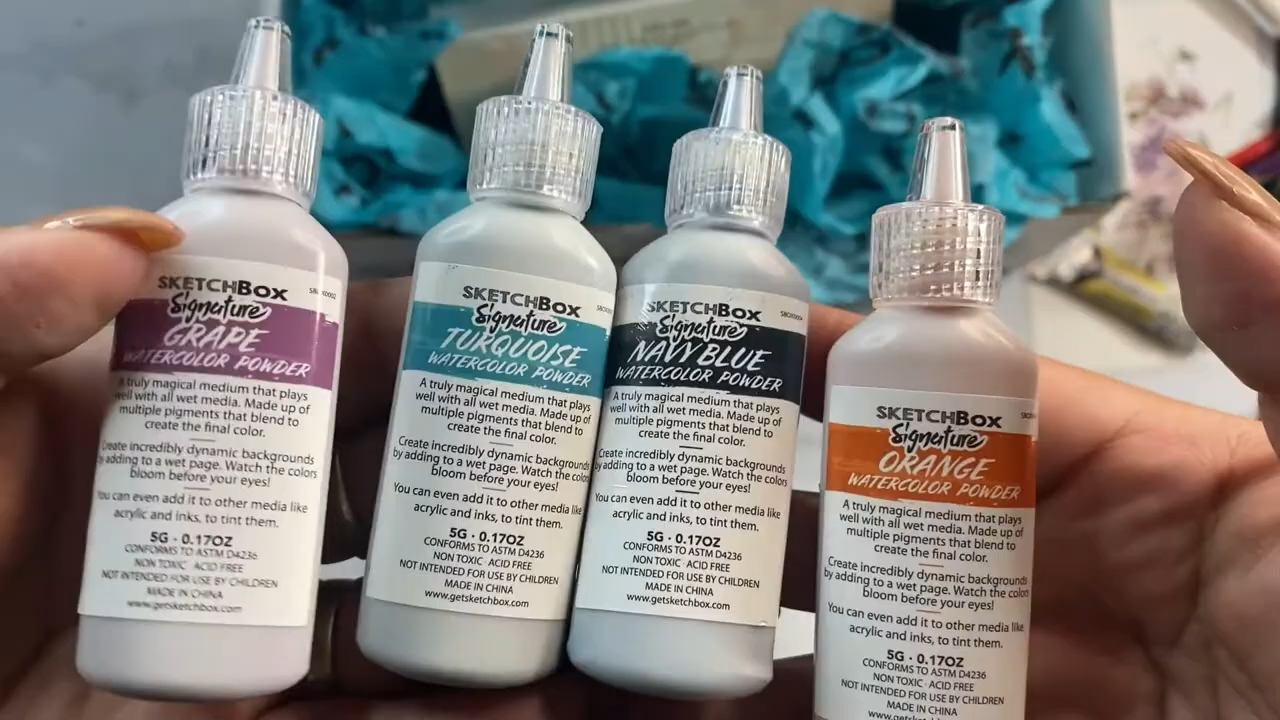 SKETCHBOX
Signature
GRAPE
WATERCOLOR POWDER
A truly magical medium that plays
well with all wet media. Made up of
multiple pigments that blend to
create the final color.
Create incredibly dynamic backgrounds
by adding to a wet page. Watch the colors
bloom before your eyes!
You can even add it to other media like
acrylic and inks, to tint them.
5G · 0.17OZ
CONFORMS TO ASTM D4236
NON TOXIC · ACID FREE
NOT INTENDED FOR USE BY CHILDREN
MADE IN CHINA
www.getsketchbox.com
SKETCHBOX
Signature
TURQUOISE
WATERCOLOR POWDER
A truly magical medium that plays
well with all wet media. Made up of
multiple pigments that blend to
create the final color.
Create incredibly dynamic backgrounds
by adding to a wet page. Watch the colors
bloom before your eyes!
You can even add it to other media like
acrylic and inks, to tint them.
5G · 0.17OZ
CONFORMS TO ASTM D4236
NON TOXIC · ACID FREE
NOT INTENDED FOR USE BY CHILDREN
MADE IN CHINA
www.getsketchbox.com
SKETCHBOX
Signature
NAVY BLUE
WATERCOLOR POWDER
A truly magical medium that plays
well with all wet media. Made up of
multiple pigments that blend to
create the final color.
Create incredibly dynamic backgrounds
by adding to a wet page. Watch the colors
bloom before your eyes!
You can even add it to other media like
acrylic and inks, to tint them.
5G · 0.17OZ
CONFORMS TO ASTM D4236
NON TOXIC · ACID FREE
NOT INTENDED FOR USE BY CHILDREN
MADE IN CHINA
www.getsketchbox.com
SKETCHBOX
Signature
ORANGE
WATERCOLOR POWDER
A truly magical medium that plays
well with all wet media. Made up of
multiple pigments that blend to
create the final color.
Create incredibly dynamic backgrounds
by adding to a wet page. Watch the colors
bloom before your eyes!
You can even add it to other media like
acrylic and inks, to tint them.
5G · 0.17OZ
CONFORMS TO ASTM D4236
NON TOXIC · ACID FREE
NOT INTENDED FOR USE BY CHILDREN
MADE IN CHINA
www.getsketchbox.com